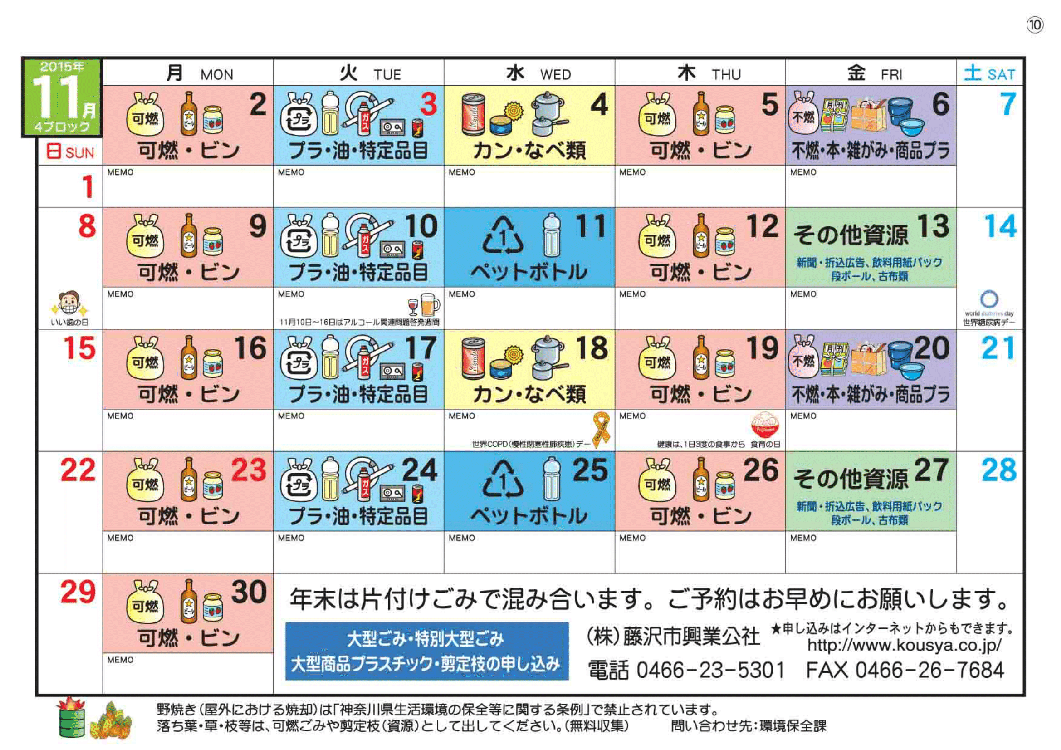 ⑩
2015年
11月
4ブロック
日 SUN
月 MON
火 TUE
水 WED
木 THU
金 FRI
土 SAT
1
可燃 2
可燃・ビン
MEMO
プラ ガス 3
プラ・油・特定品目
MEMO
4
カン・なべ類
MEMO
可燃 5
可燃・ビン
MEMO
不燃 6
不燃・本・雑がみ・商品プラ
MEMO
7
8
いい歯の日
可燃 9
可燃・ビン
MEMO
プラ ガス 10
プラ・油・特定品目
MEMO
11月10日~16日はアルコール関連問題啓発週間
1 11
ペットボトル
MEMO
可燃 12
可燃・ビン
MEMO
その他資源 13
新聞・折込広告、飲料用紙パック
段ボール、古布類
MEMO
14
world diabetes day
世界糖尿病デー
15
可燃 16
可燃・ビン
MEMO
プラ ガス 17
プラ・油・特定品目
MEMO
18
カン・なべ類
MEMO
世界COPD(慢性閉塞性肺疾患)デー
可燃 19
可燃・ビン
MEMO
健康は、1日3度の食事から 食育の日
不燃 20
不燃・本・雑がみ・商品プラ
MEMO
21
22
可燃 23
可燃・ビン
MEMO
プラ ガス 24
プラ・油・特定品目
MEMO
1 25
ペットボトル
MEMO
可燃 26
可燃・ビン
MEMO
その他資源 27
新聞・折込広告、飲料用紙パック
段ボール、古布類
MEMO
28
29
可燃 30
可燃・ビン
MEMO
年末は片付けごみで混み合います。ご予約はお早めにお願いします。
大型ごみ・特別大型ごみ
大型商品プラスチック・剪定枝の申し込み
(株)藤沢市興業公社 ★申し込みはインターネットからもできます。
http://www.kousya.co.jp/
電話 0466-23-5301 FAX 0466-26-7684
野焼き(屋外における焼却)は「神奈川県生活環境の保全等に関する条例」で禁止されています。
落ち葉・草・枝等は、可燃ごみや剪定枝(資源)として出してください。(無料収集) 問い合わせ先:環境保全課